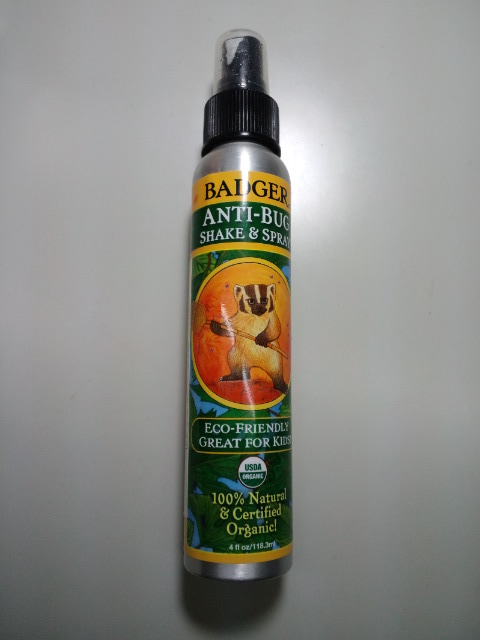 BADGER
ANTI-BUG
SHAKE & SPRAY
ECO-FRIENDLY
GREAT FOR KIDS!
USDA
ORGANIC
100% Natural
& Certified
Organic!
4 fl oz/118.3ml